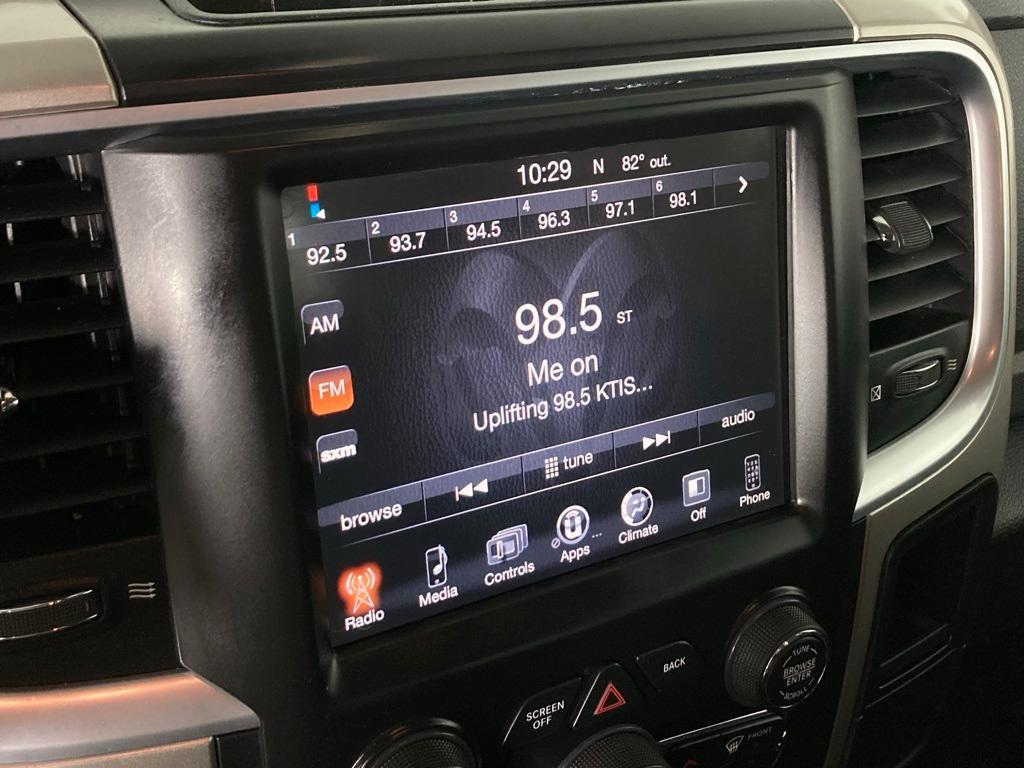 10:29 N 82° out.
1 92.5 2 93.7 3 94.5 4 96.3 5 97.1 6 98.1
AM
98.5 ST
FM
Me on
Uplifting 98.5 KTIS...
sxm
browse tune audio
Radio Media Controls Apps ... Climate Off Phone
SCREEN
OFF
BACK
TUNE
BROWSE
ENTER
SCROLL
FRONT